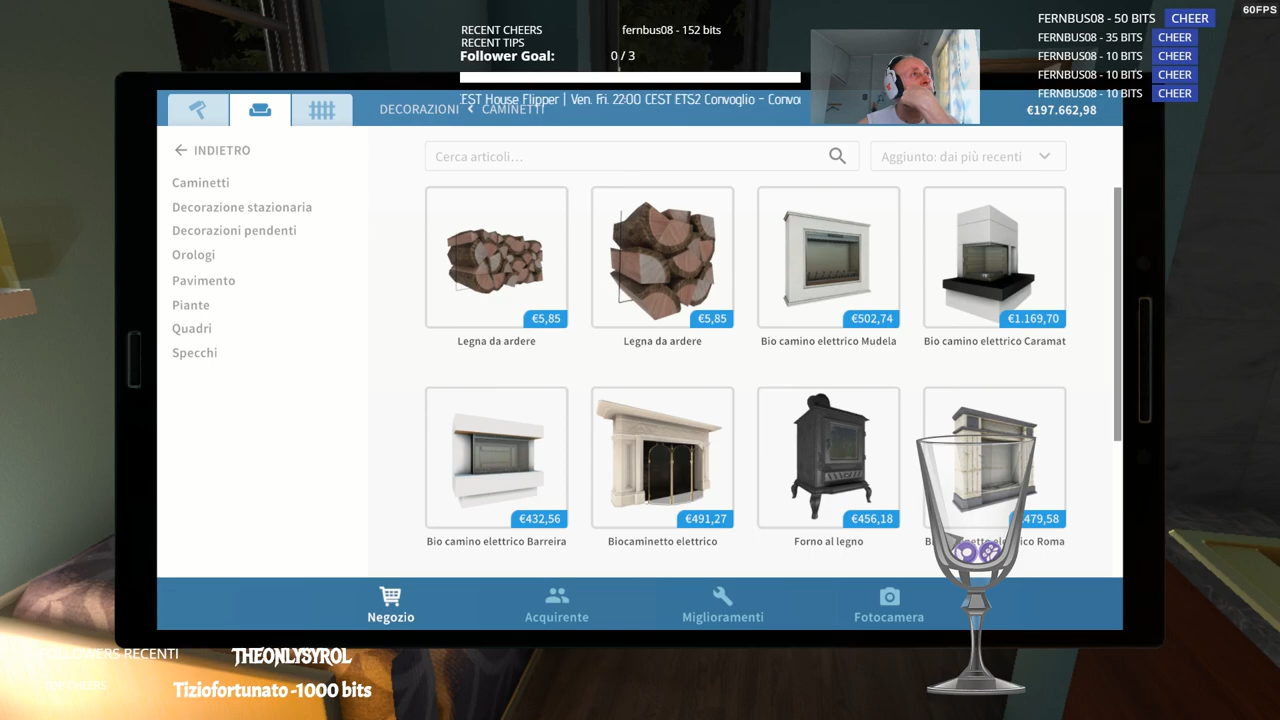 60FPS
RECENT CHEERS
fernbus08 - 152 bits
RECENT TIPS
Follower Goal:
0 / 3
EST House Flipper | Ven. Fri. 22:00 CEST ETS2 Convoglio - Convo
FERNBUS08 - 50 BITS CHEER
FERNBUS08 - 35 BITS CHEER
FERNBUS08 - 10 BITS CHEER
FERNBUS08 - 10 BITS CHEER
FERNBUS08 - 10 BITS CHEER
€197.662,98
DECORAZIONI < CAMINETTI
INDIETRO
Caminetti
Decorazione stazionaria
Decorazioni pendenti
Orologi
Pavimento
Piante
Quadri
Specchi
Cerca articoli...
Aggiunto: dai più recenti
€5,85
€5,85
€502,74
€1.169,70
Legna da ardere
Legna da ardere
Bio camino elettrico Mudela
Bio camino elettrico Caramat
€432,56
€491,27
€456,18
479,58
Bio camino elettrico Barreira
Biocaminetto elettrico
Forno al legno
Roma
Negozio
Acquirente
Miglioramenti
Fotocamera
FOLLOWERS RECENTI
THEONLYSYROL
TOP CHEERS
Tiziofortunato -1000 bits